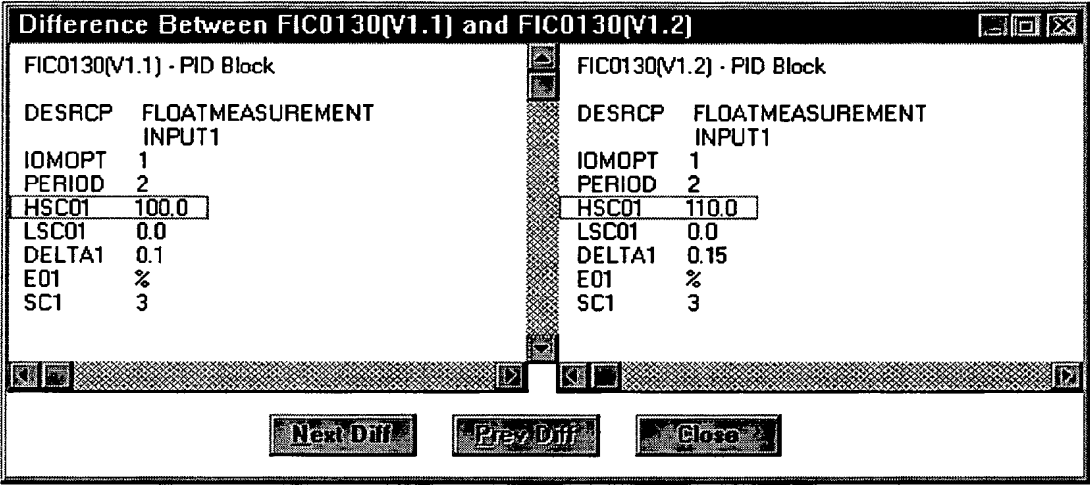 Difference Between FIC0130(V1.1) and FIC0130(V1.2)
FIC0130(V1.1) - PID Block
DESRCP FLOATMEASUREMENT
INPUT1
IOMOPT 1
PERIOD 2
HSC01 100.0
LSC01 0.0
DELTA1 0.1
E01 %
SC1 3
FIC0130(V1.2) - PID Block
DESRCP FLOATMEASUREMENT
INPUT1
IOMOPT 1
PERIOD 2
HSC01 110.0
LSC01 0.0
DELTA1 0.15
E01 %
SC1 3
Next Diff Prev Diff Close